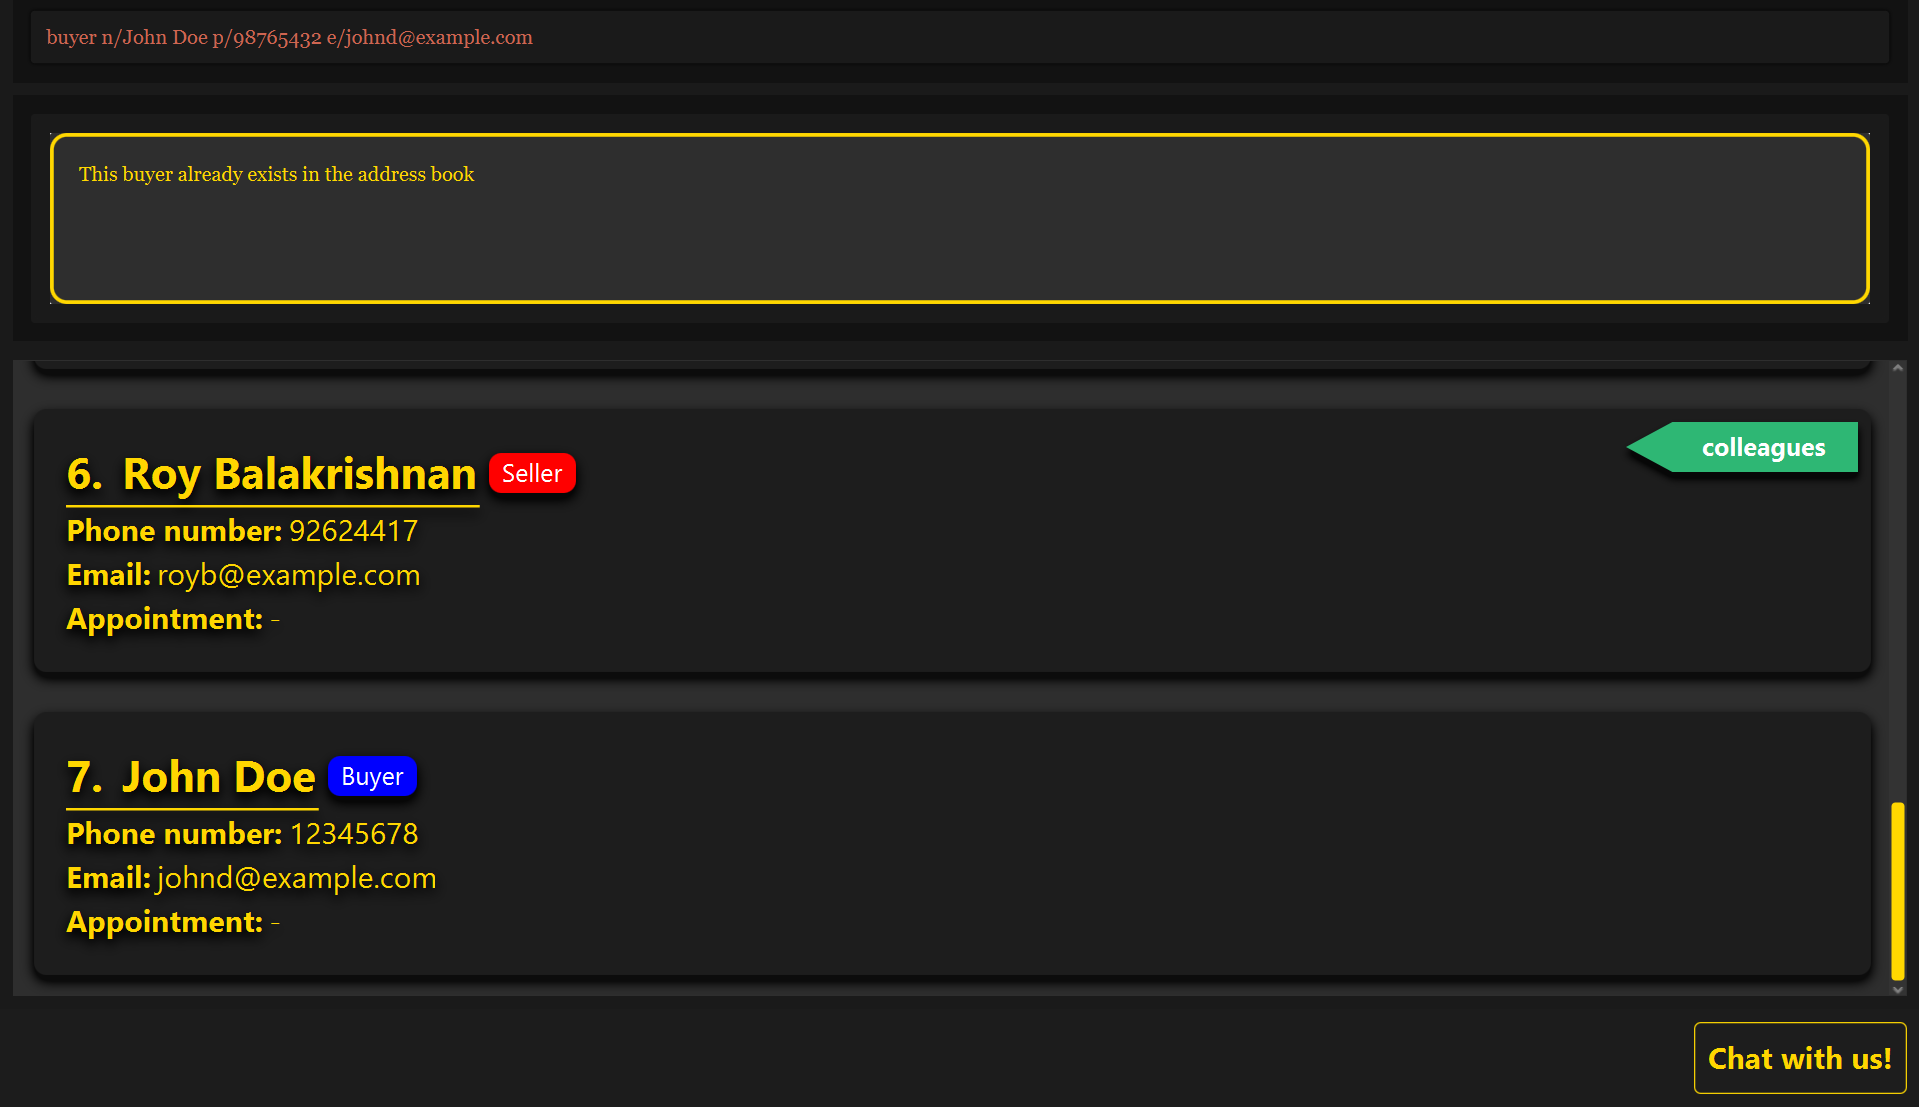 buyer n/John Doe p/98765432 e/johnd@example.com
This buyer already exists in the address book
6. Roy Balakrishnan Seller
colleagues
Phone number: 92624417
Email: royb@example.com
Appointment: -
7. John Doe Buyer
Phone number: 12345678
Email: johnd@example.com
Appointment: -
Chat with us!